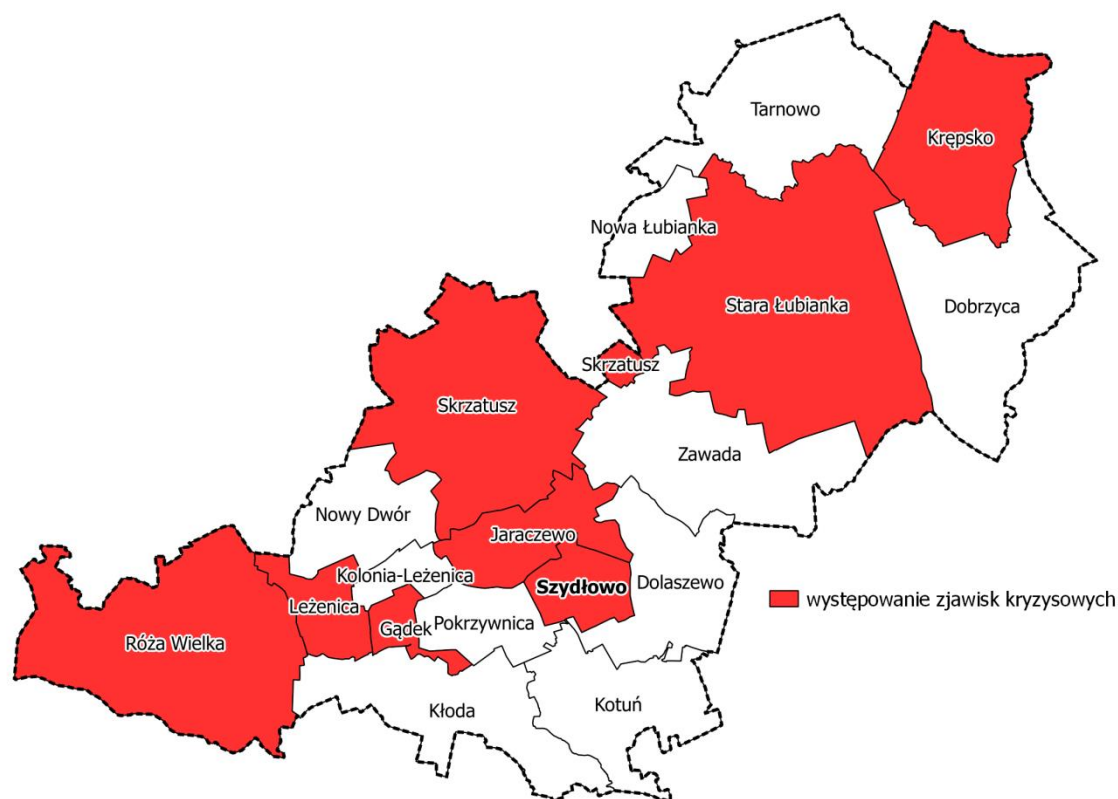 Tarnowo
Krępsko
Nowa Łubianka
Stara Łubianka
Dobrzyca
Skrzatusz
Skrzatusz
Zawada
Nowy Dwór
Jaraczewo
Kolonia-Leżenica
Szydłowo
Dolaszewo
Leżenica
Gądek
Pokrzywnica
Róża Wielka
Kłoda
Kotuń
występowanie zjawisk kryzysowych